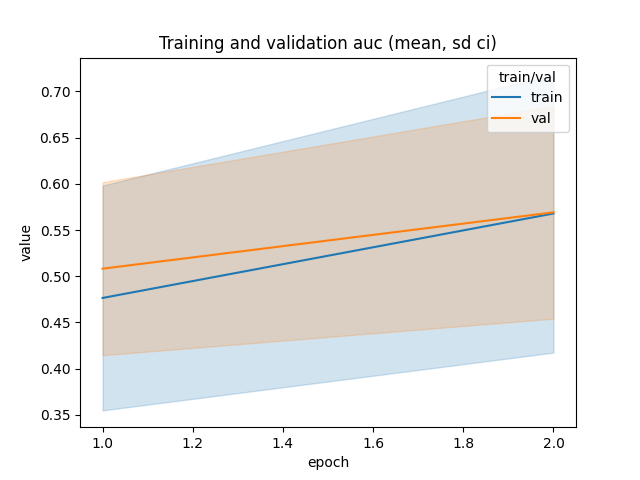 Training and validation auc (mean, sd ci)
train/val
train
val
value
0.70
0.65
0.60
0.55
0.50
0.45
0.40
0.35
1.0 1.2 1.4 1.6 1.8 2.0
epoch